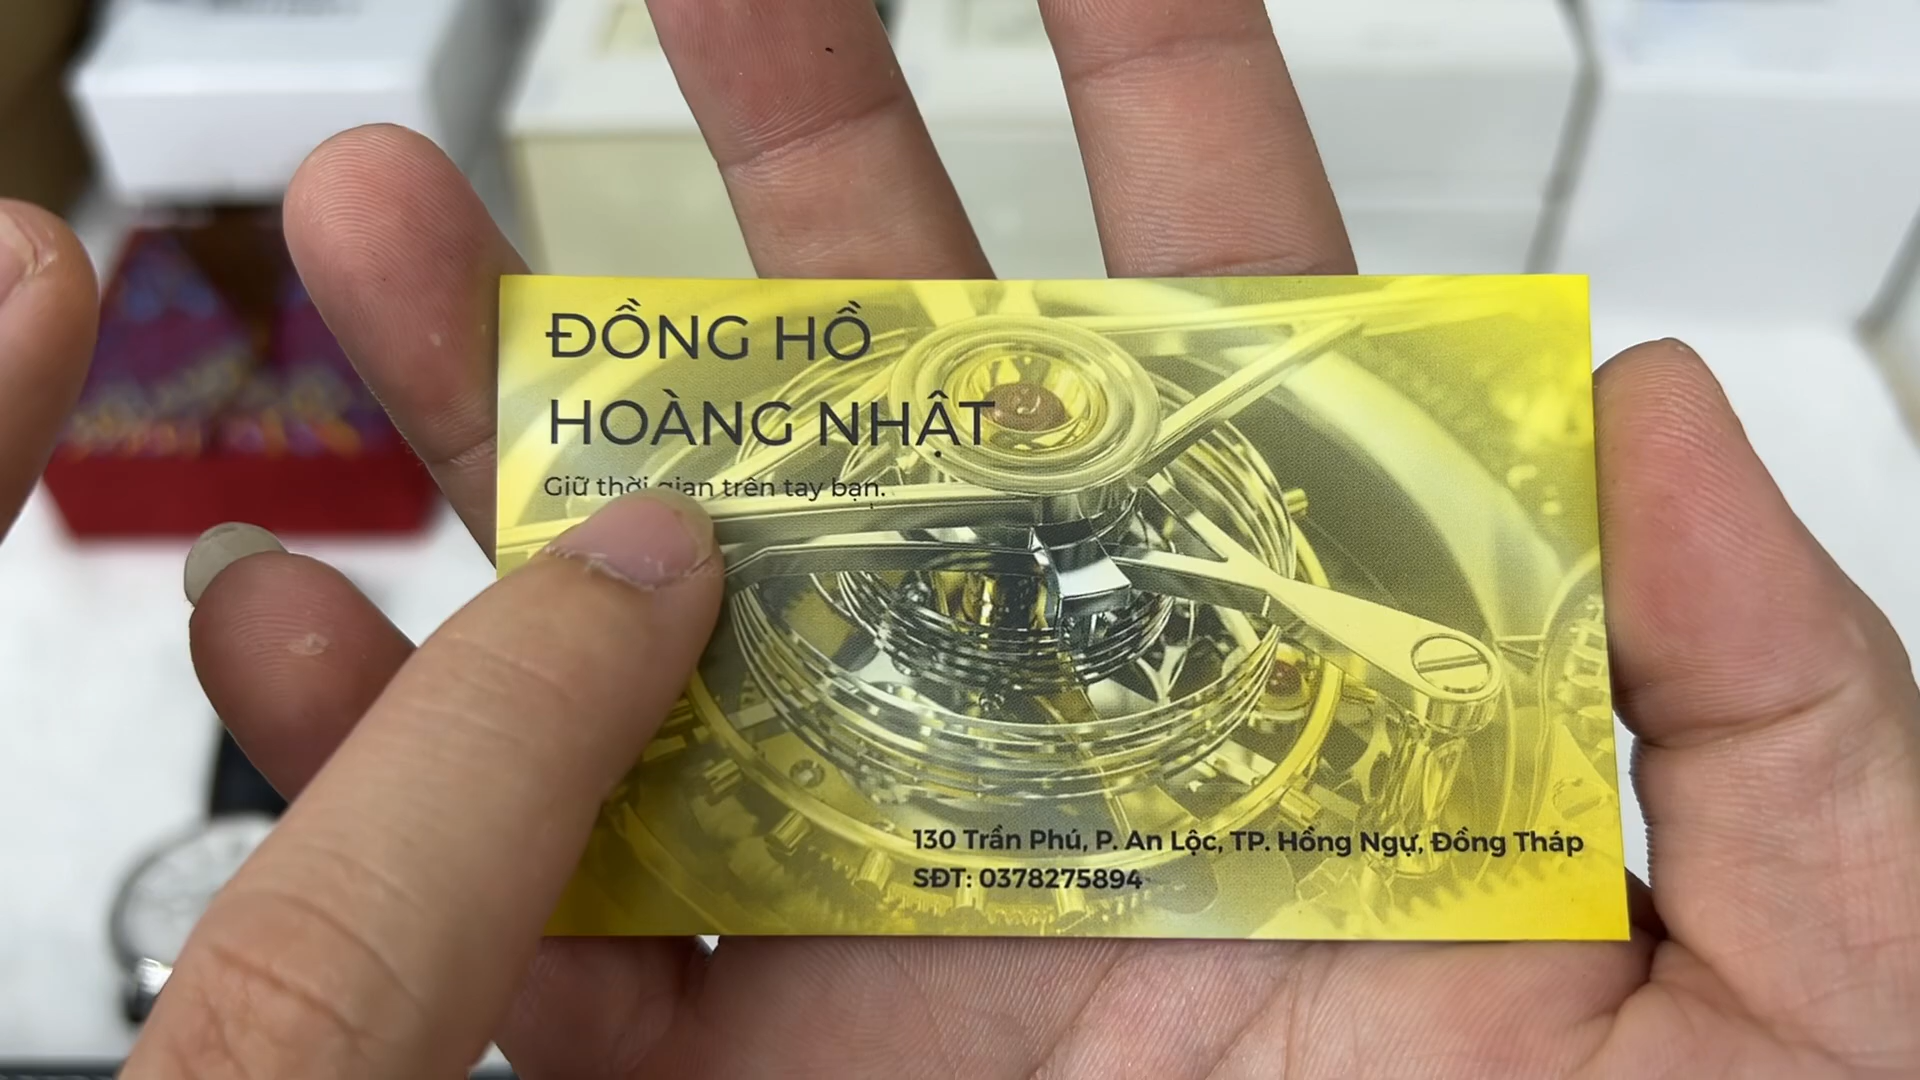 ĐỒNG HỒ
HOÀNG NHẬT
Giữ thời gian trên tay bạn.
130 Trần Phú, P. An Lộc, TP. Hồng Ngự, Đồng Tháp
SĐT: 0378275894